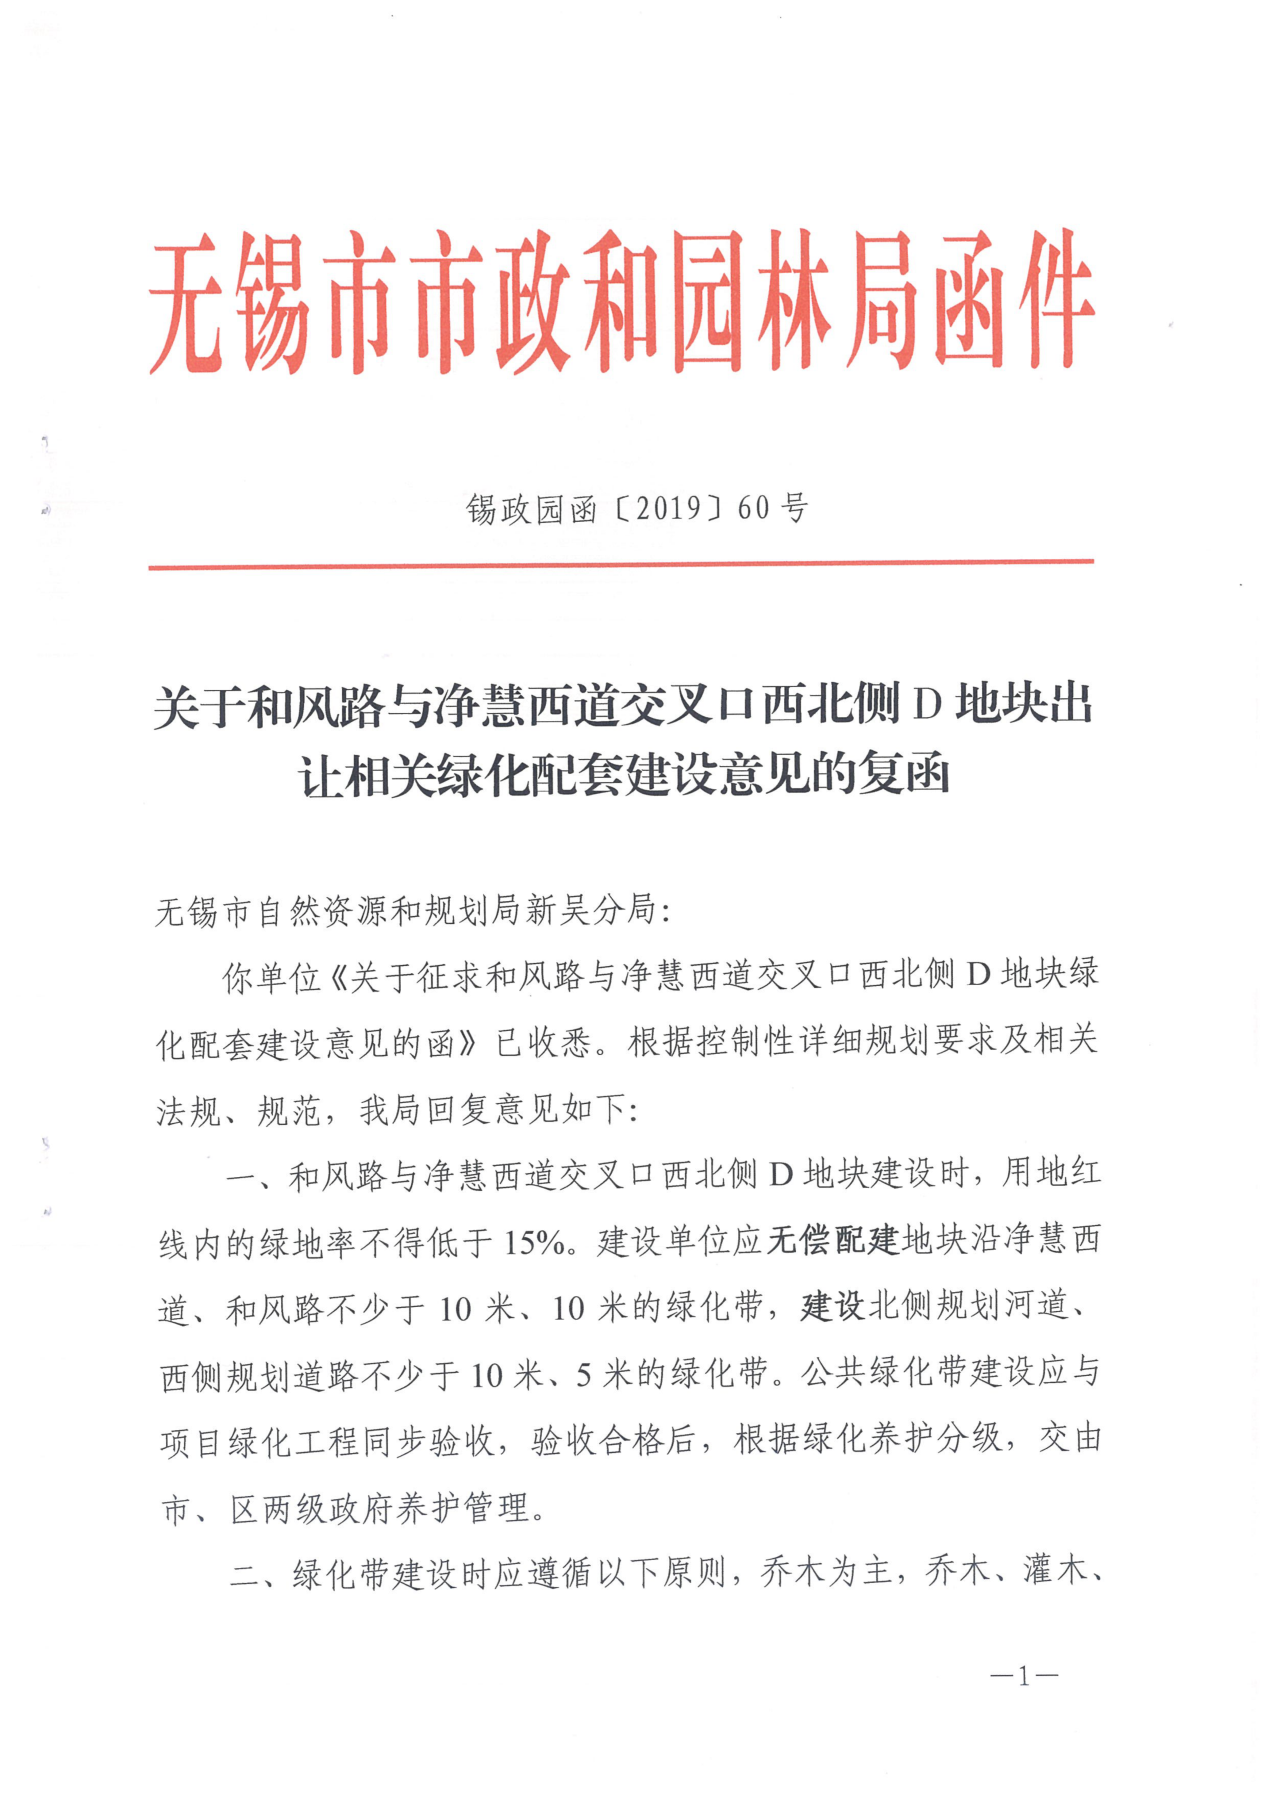 无锡市市政和园林局函件
锡政园函〔2019〕60号
关于和风路与净慧西道交叉口西北侧 D 地块出
让相关绿化配套建设意见的复函
无锡市自然资源和规划局新吴分局：
你单位《关于征求和风路与净慧西道交叉口西北侧 D 地块绿
化配套建设意见的函》已收悉。根据控制性详细规划要求及相关
法规、规范，我局回复意见如下：
一、和风路与净慧西道交叉口西北侧 D 地块建设时，用地红
线内的绿地率不得低于 15%。建设单位应无偿配建地块沿净慧西
道、和风路不少于 10 米、10 米的绿化带，建设北侧规划河道、
西侧规划道路不少于 10 米、5 米的绿化带。公共绿化带建设应与
项目绿化工程同步验收，验收合格后，根据绿化养护分级，交由
市、区两级政府养护管理。
二、绿化带建设时应遵循以下原则，乔木为主，乔木、灌木、
—1—